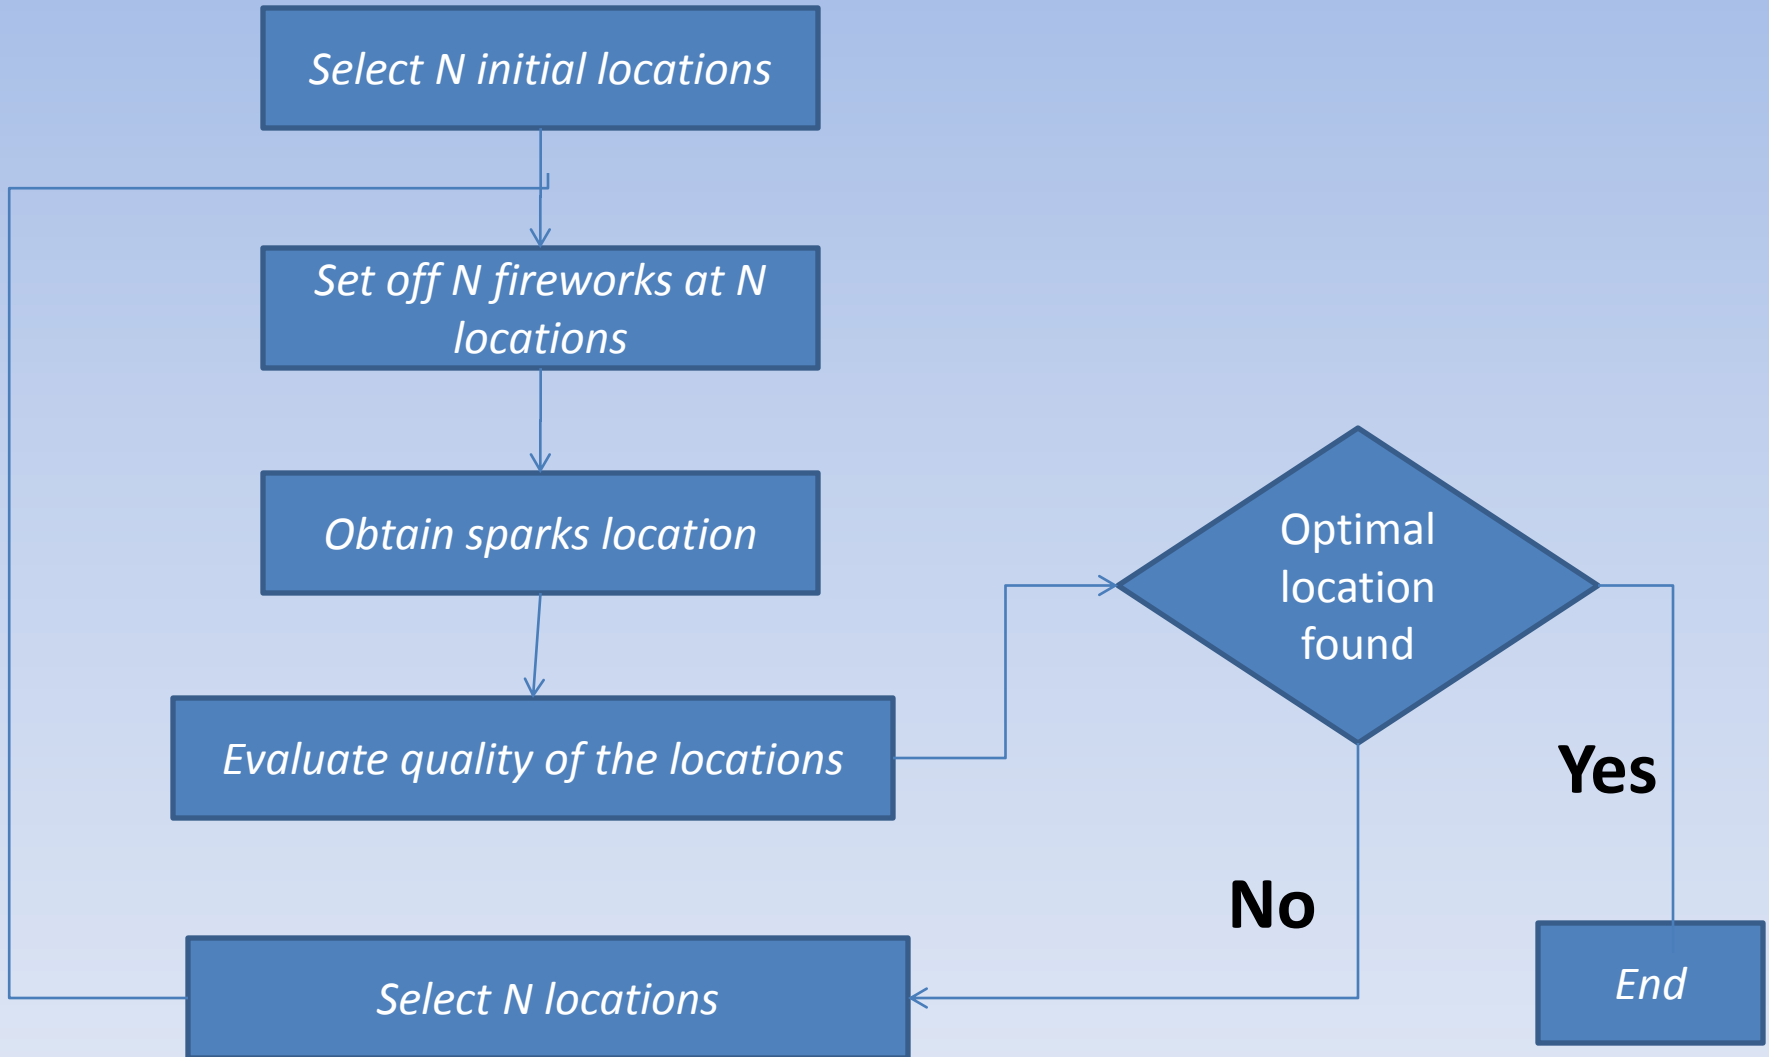 Select N initial locations
Set off N fireworks at N
locations
Obtain sparks location
Optimal
location
found
Evaluate quality of the locations
Yes
No
Select N locations
End